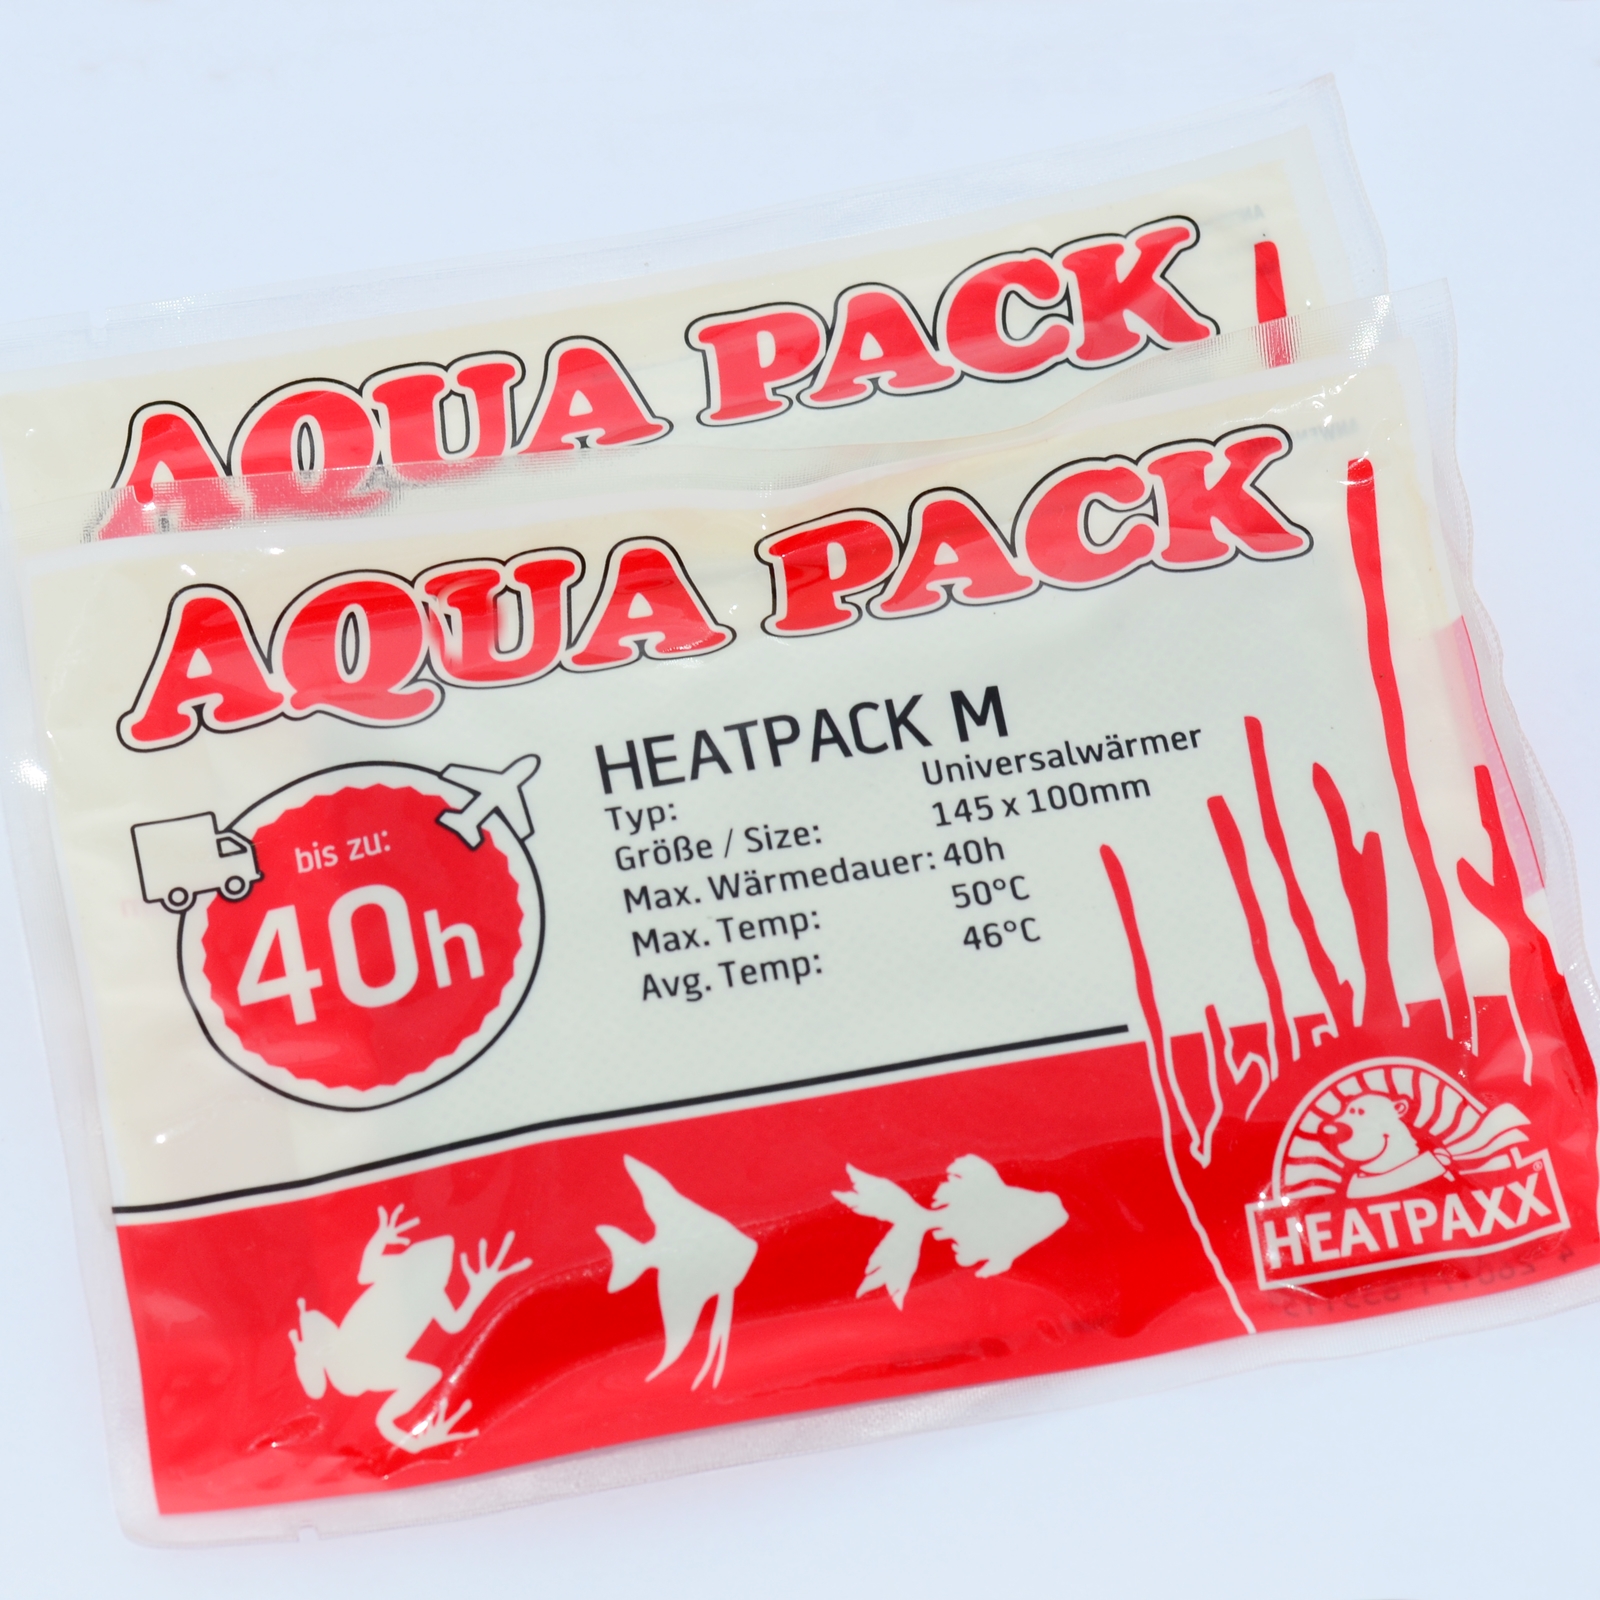 AQUA PACK
AQUA PACK
HEATPACK M
Typ: Universalwärmer
Größe / Size: 145 x 100mm
Max. Wärmedauer: 40h
Max. Temp: 50°C
Avg. Temp: 46°C
bis zu:
40h
HEATPAXX®